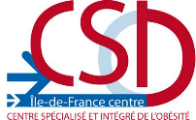 CSO
Île-de-France centre
CENTRE SPÉCIALISÉ ET INTÉGRÉ DE L'OBÉSITÉ